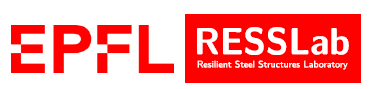 EPFL
RESSLab
Resilient Steel Structures Laboratory